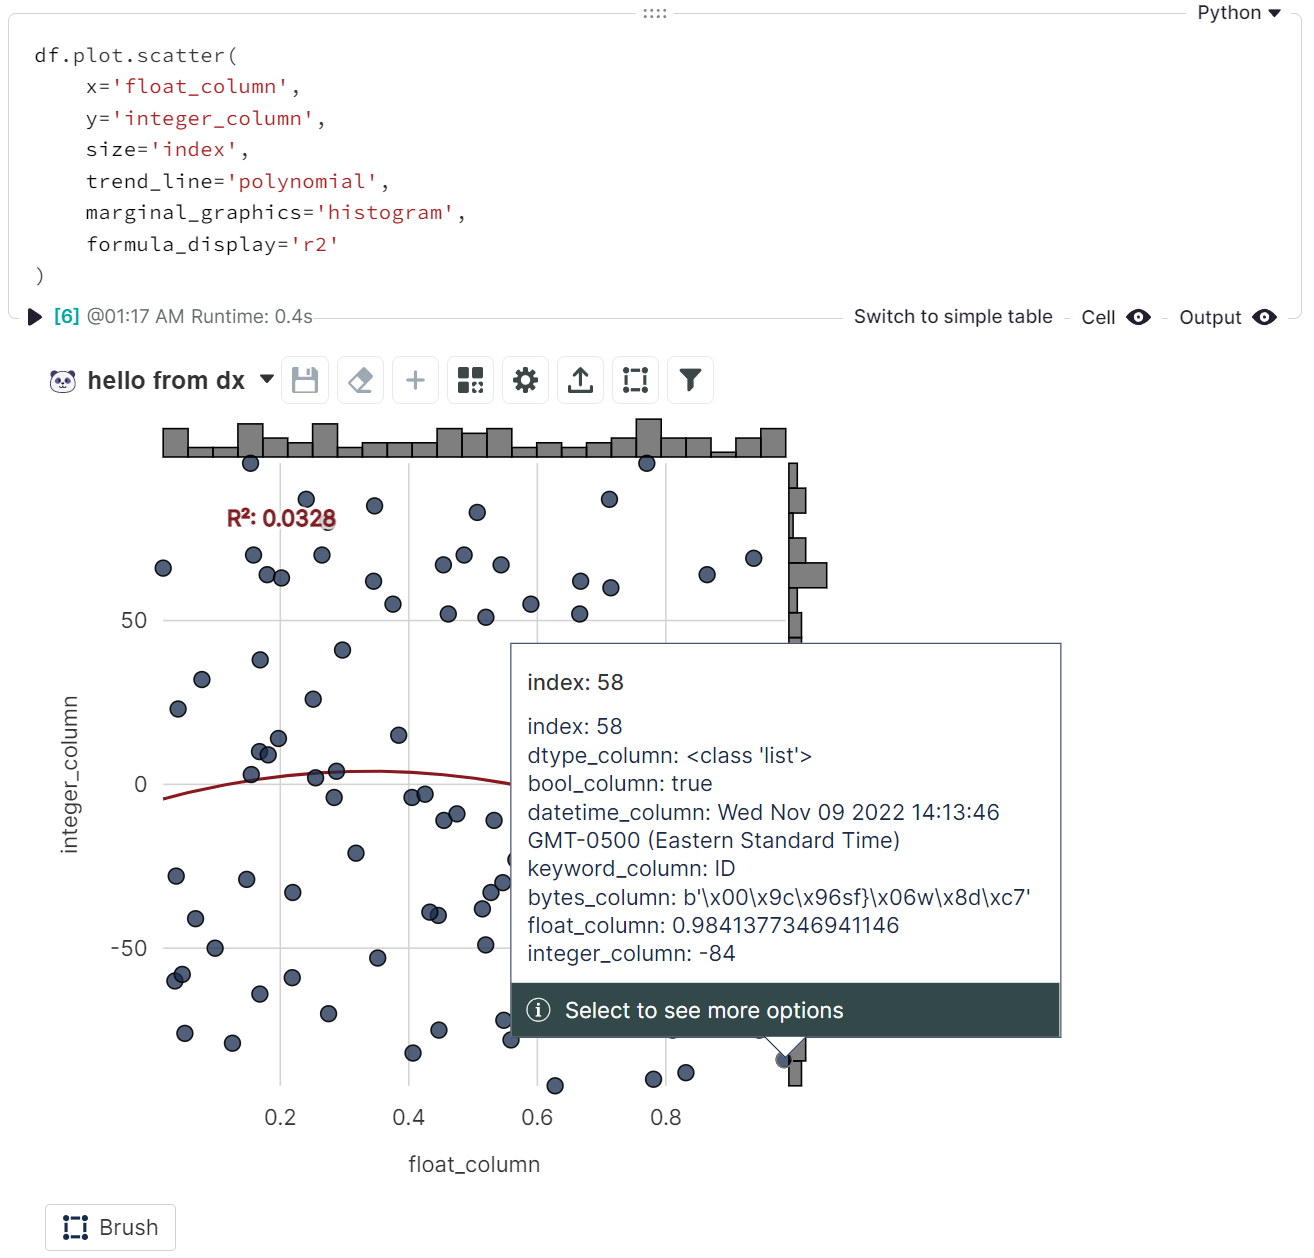 Python
df.plot.scatter(
    x='float_column',
    y='integer_column',
    size='index',
    trend_line='polynomial',
    marginal_graphics='histogram',
    formula_display='r2'
)
[6] @01:17 AM Runtime: 0.4s
Switch to simple table
Cell
Output
hello from dx
R²: 0.0328
50
0
-50
integer_column
index: 58
index: 58
dtype_column: <class 'list'>
bool_column: true
datetime_column: Wed Nov 09 2022 14:13:46
GMT-0500 (Eastern Standard Time)
keyword_column: ID
bytes_column: b'\x00\x9c\x96sf}\x06w\x8d\xc7'
float_column: 0.9841377346941146
integer_column: -84
Select to see more options
0.2 0.4 0.6 0.8
float_column
Brush